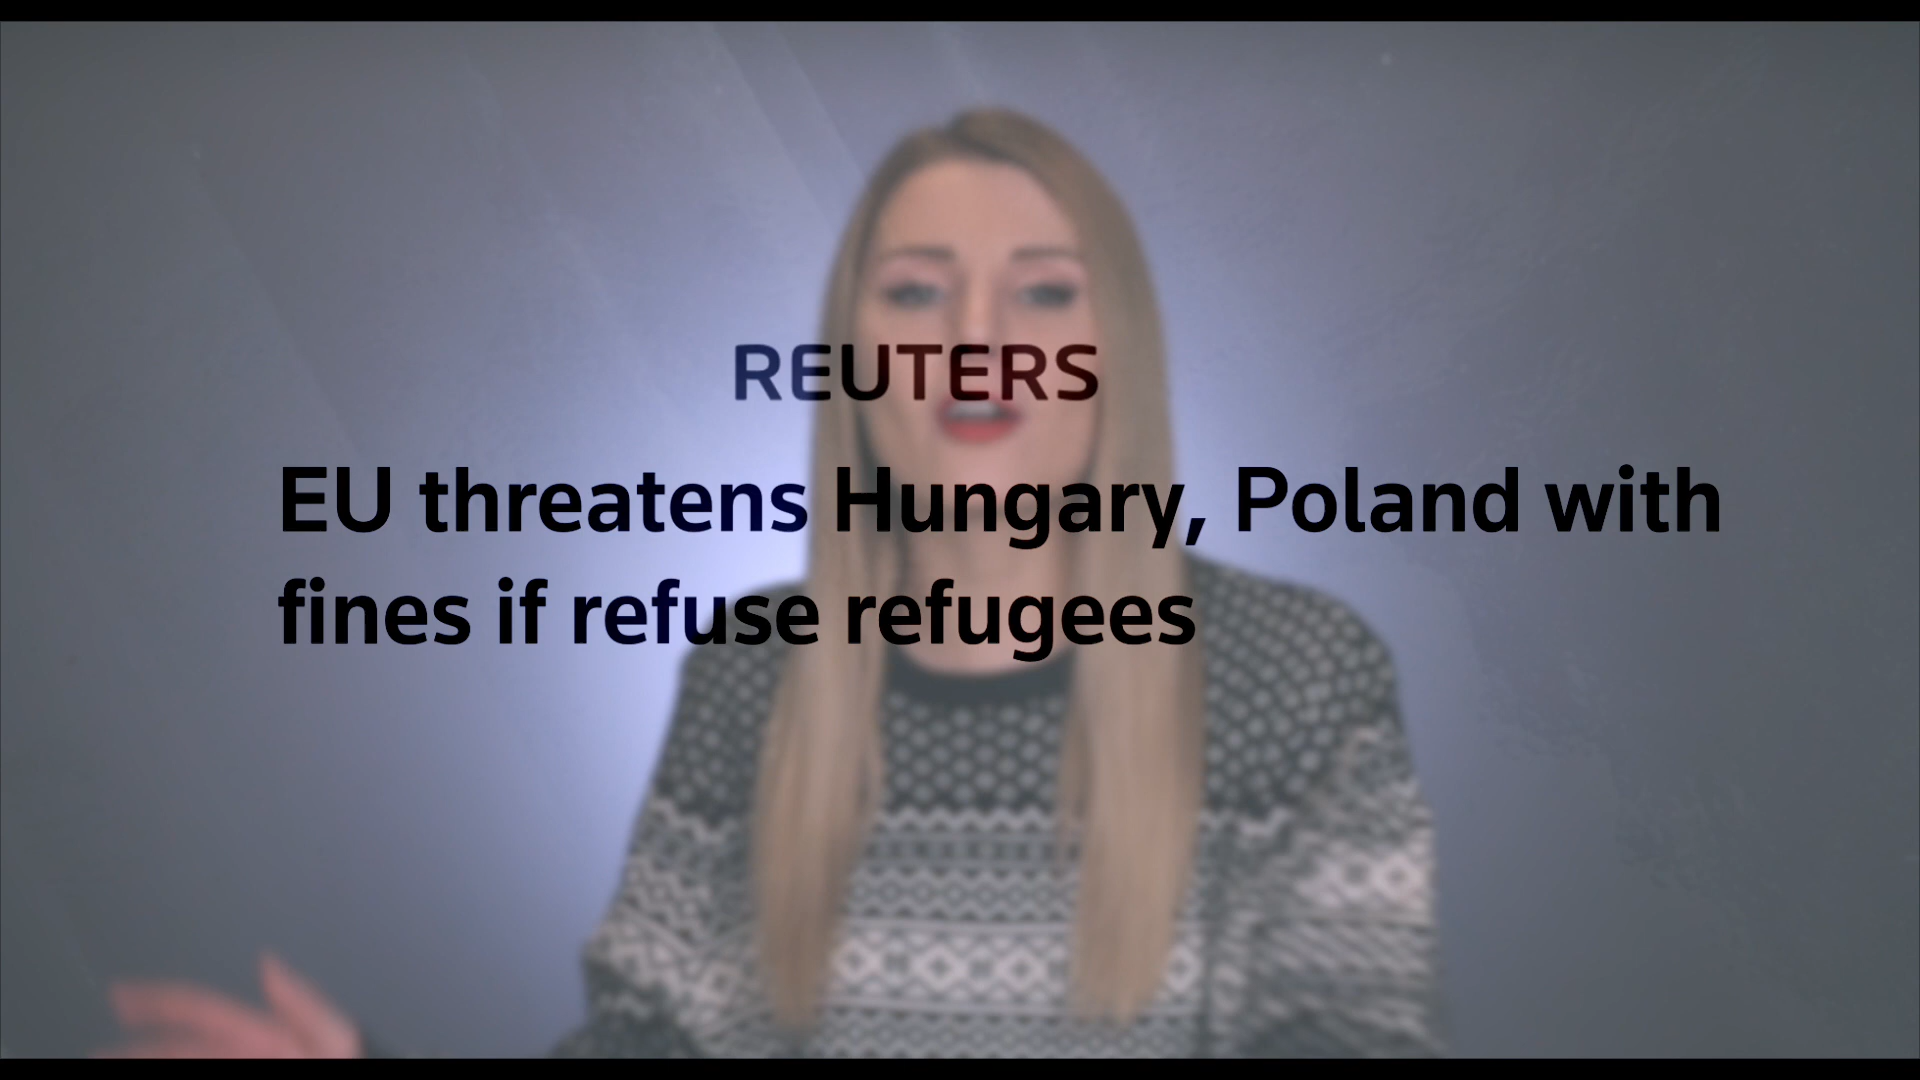 REUTERS
EU threatens Hungary, Poland with
fines if refuse refugees